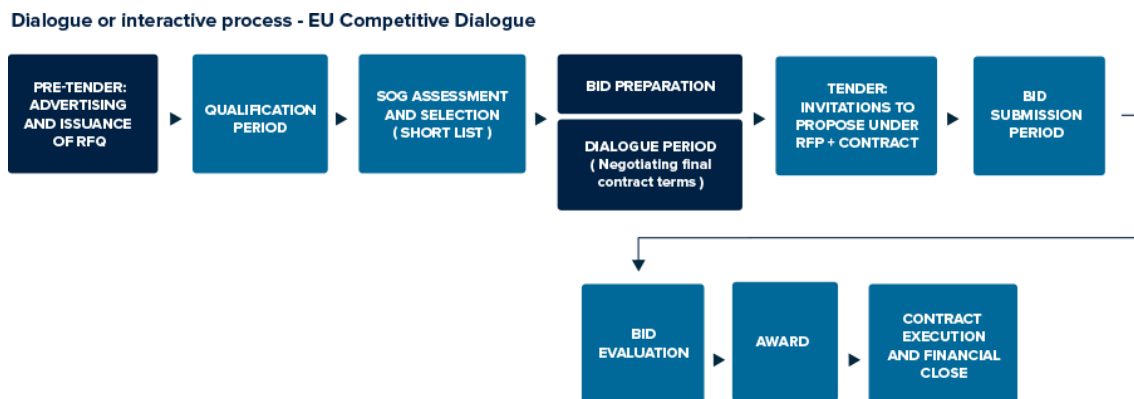 Dialogue or interactive process - EU Competitive Dialogue
PRE-TENDER:
ADVERTISING
AND ISSUANCE
OF RFQ
QUALIFICATION
PERIOD
SOG ASSESSMENT
AND SELECTION
( SHORT LIST )
BID PREPARATION
DIALOGUE PERIOD
( Negotiating final
contract terms )
TENDER:
INVITATIONS TO
PROPOSE UNDER
RFP + CONTRACT
BID
SUBMISSION
PERIOD
BID
EVALUATION
AWARD
CONTRACT
EXECUTION
AND FINANCIAL
CLOSE